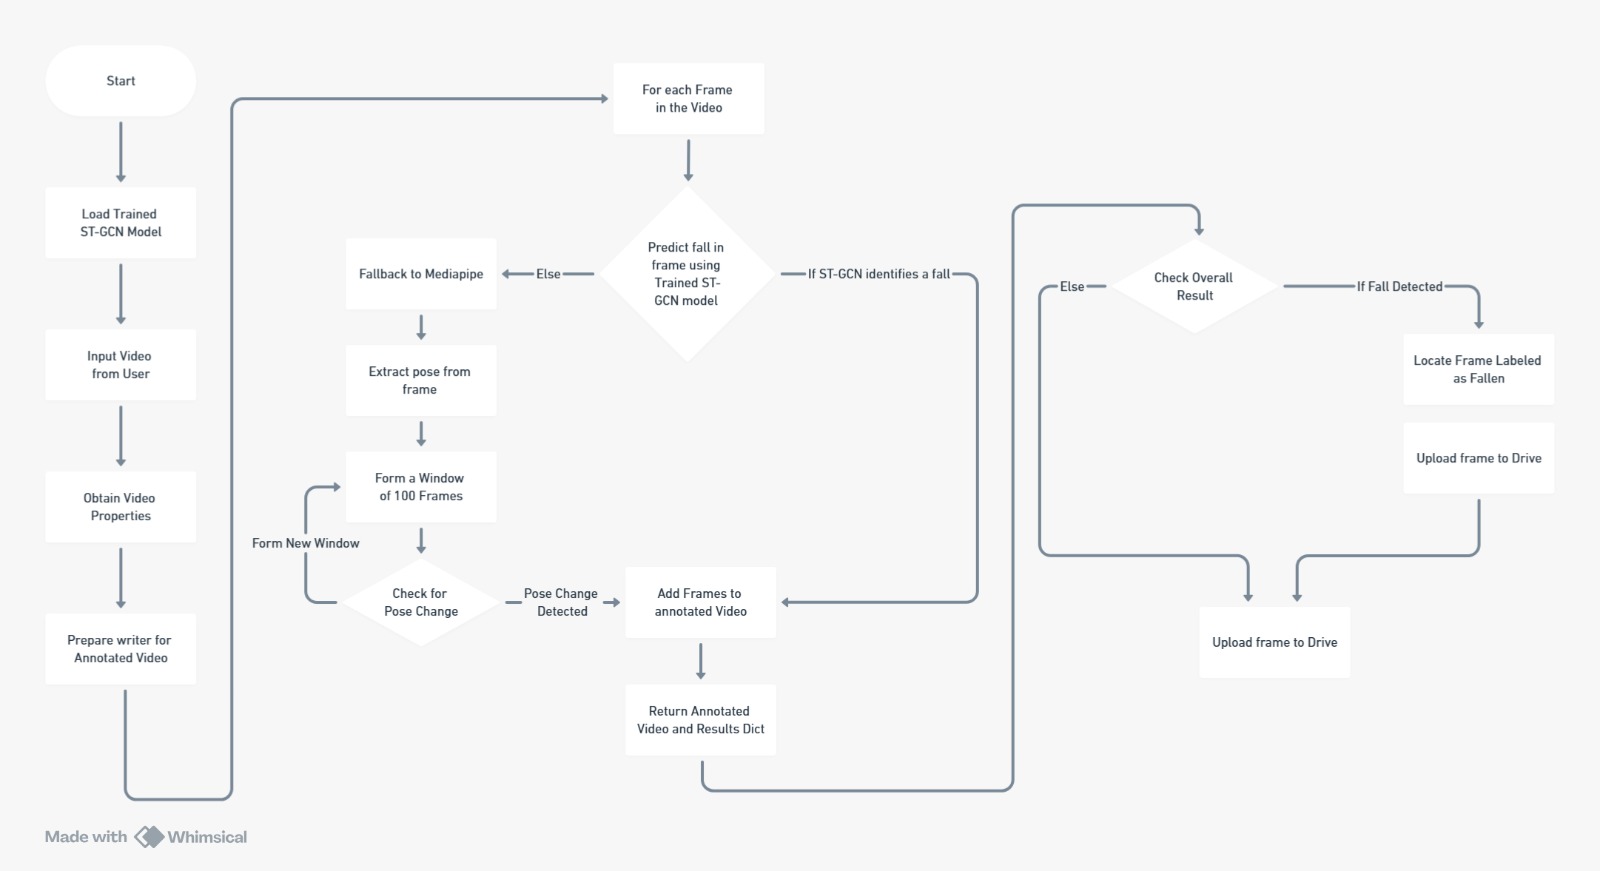 Start
Load Trained
ST-GCN Model
Input Video
from User
Obtain Video
Properties
Prepare writer for
Annotated Video
For each Frame
in the Video
Predict fall in
frame using
Trained ST-
GCN model
Else
If ST-GCN identifies a fall
Fallback to Mediapipe
Extract pose from
frame
Form a Window
of 100 Frames
Form New Window
Check for
Pose Change
Pose Change
Detected
Add Frames to
annotated Video
Return Annotated
Video and Results Dict
Check Overall
Result
Else
If Fall Detected
Locate Frame Labeled
as Fallen
Upload frame to Drive
Upload frame to Drive
Made with Whimsical